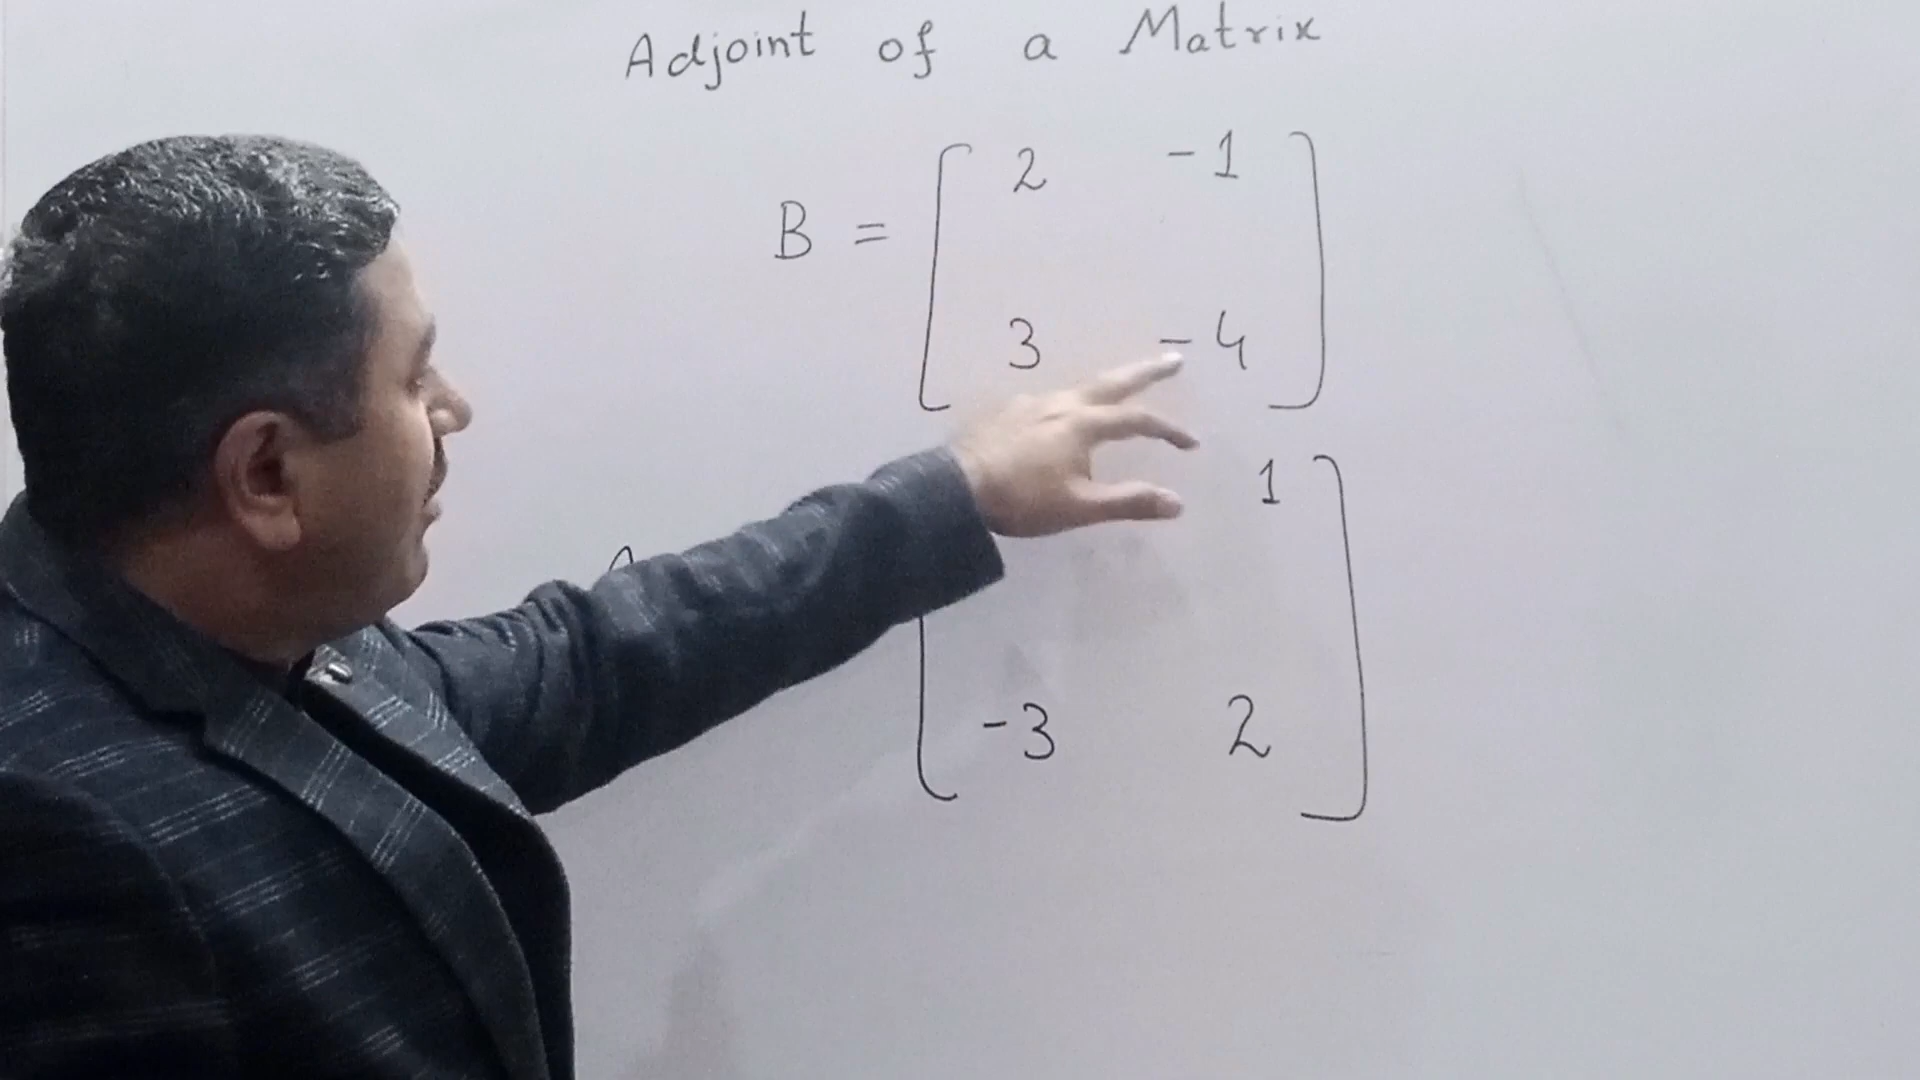 Adjoint of a Matrix
2 -1
B =
3 -4
1
-3 2